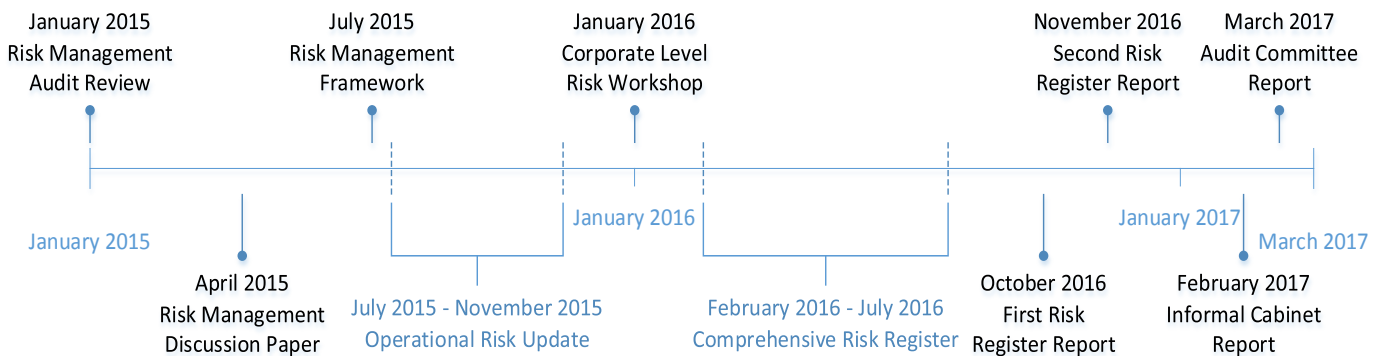 January 2015
Risk Management
Audit Review
July 2015
Risk Management
Framework
January 2016
Corporate Level
Risk Workshop
November 2016
Second Risk
Register Report
March 2017
Audit Committee
Report
January 2015
January 2016
January 2017
March 2017
April 2015
Risk Management
Discussion Paper
July 2015 - November 2015
Operational Risk Update
February 2016 - July 2016
Comprehensive Risk Register
October 2016
First Risk
Register Report
February 2017
Informal Cabinet
Report